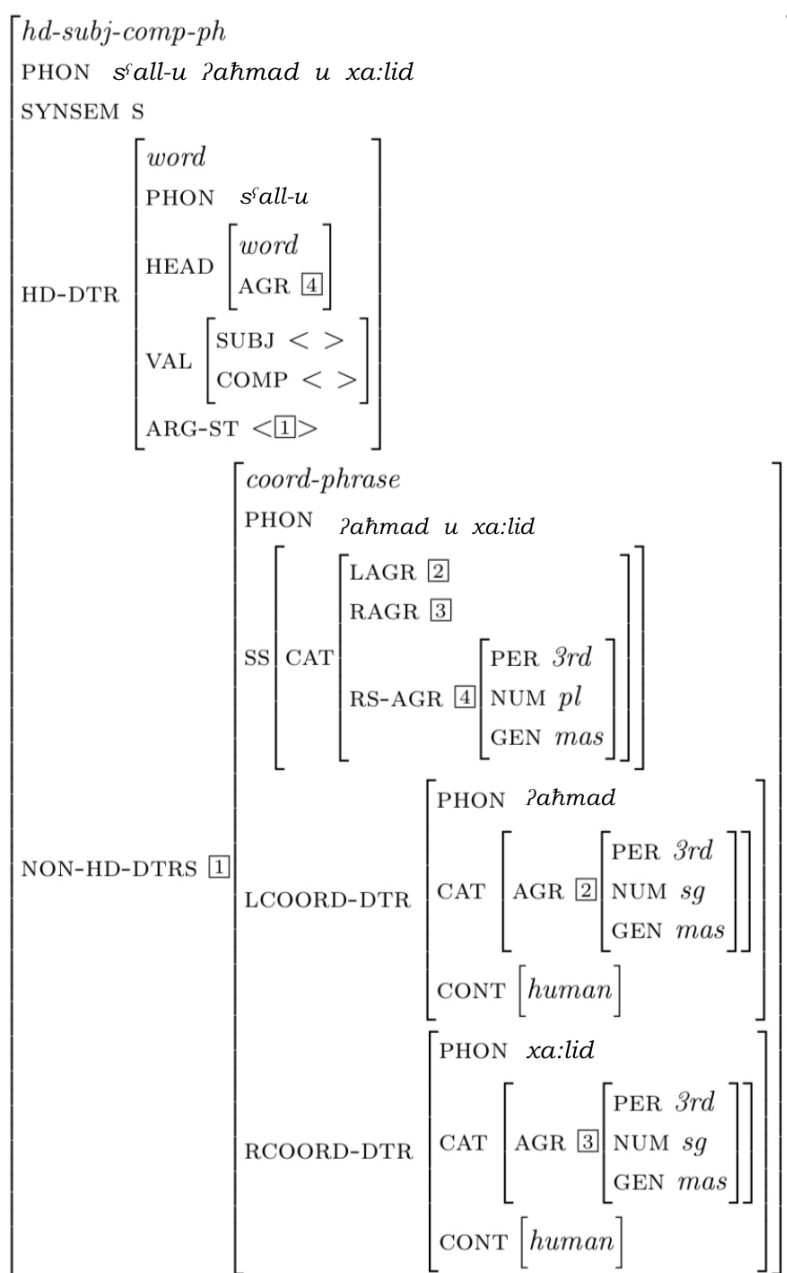 hd-subj-comp-ph
PHON sˤall-u ʔaħmad u xa:lid
SYNSEM S
word
PHON sˤall-u
word
HEAD
AGR 4
HD-DTR
SUBJ < >
VAL
COMP < >
ARG-ST <1>
coord-phrase
PHON ʔaħmad u xa:lid
LAGR 2
RAGR 3
PER 3rd
SS CAT
RS-AGR 4 NUM pl
GEN mas
PHON ʔaħmad
PER 3rd
NON-HD-DTRS 1
LCOORD-DTR CAT AGR 2 NUM sg
GEN mas
CONT [human]
PHON xa:lid
PER 3rd
RCOORD-DTR CAT AGR 3 NUM sg
GEN mas
CONT [human]